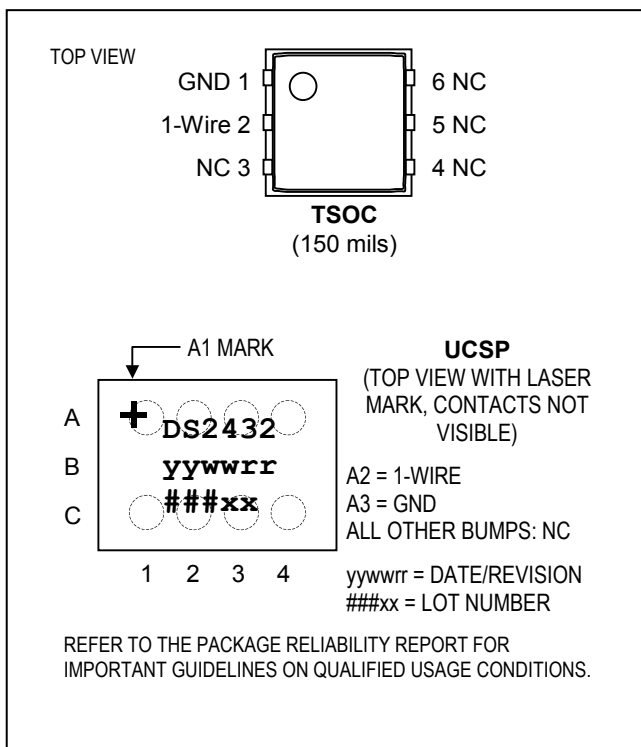 TOP VIEW
GND 1
6 NC
1-Wire 2
5 NC
NC 3
4 NC
TSOC
(150 mils)
A1 MARK
UCSP
(TOP VIEW WITH LASER
MARK, CONTACTS NOT
VISIBLE)
A
+
DS2432
B
yywwrr
C
###xx
1 2 3 4
A2 = 1-WIRE
A3 = GND
ALL OTHER BUMPS: NC
yywwrr = DATE/REVISION
###xx = LOT NUMBER
REFER TO THE PACKAGE RELIABILITY REPORT FOR
IMPORTANT GUIDELINES ON QUALIFIED USAGE CONDITIONS.